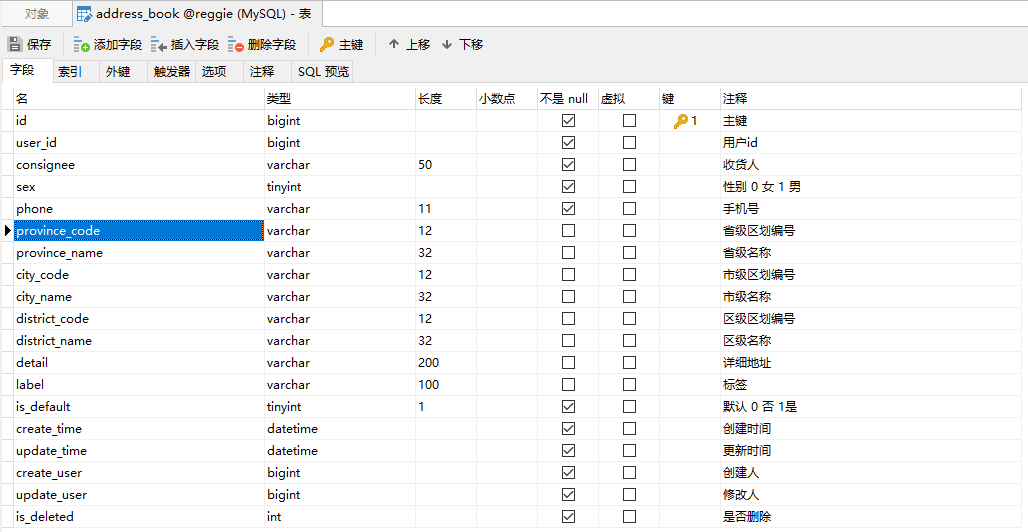 对象 address_book @reggie (MySQL) - 表
保存 添加字段 插入字段 删除字段 主键 上移 下移
字段 索引 外键 触发器 选项 注释 SQL 预览
名 类型 长度 小数点 不是 null 虚拟 键 注释
id bigint 1 主键
user_id bigint 用户id
consignee varchar 50 收货人
sex tinyint 性别 0 女 1 男
phone varchar 11 手机号
province_code varchar 12 省级区划编号
province_name varchar 32 省级名称
city_code varchar 12 市级区划编号
city_name varchar 32 市级名称
district_code varchar 12 区级区划编号
district_name varchar 32 区级名称
detail varchar 200 详细地址
label varchar 100 标签
is_default tinyint 1 默认 0 否 1是
create_time datetime 创建时间
update_time datetime 更新时间
create_user bigint 创建人
update_user bigint 修改人
is_deleted int 是否删除